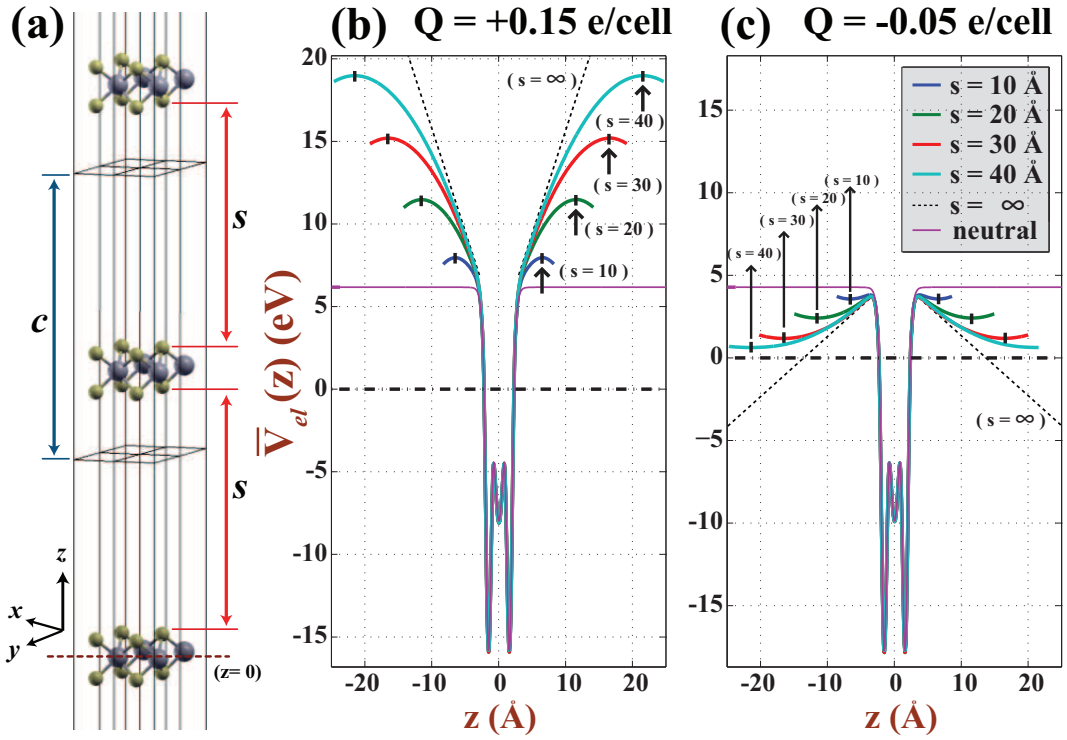 (a)
s
c
s
z
x
y
(z= 0)
(b) Q = +0.15 e/cell
V̅el(z) (eV)
20
15
10
5
0
-5
-10
-15
( s = ∞ )
( s = 40 )
( s = 30 )
( s = 20 )
( s = 10 )
-20 -10 0 10 20
z (Å)
(c) Q = -0.05 e/cell
15
10
5
0
−5
-10
-15
s = 10 Å
s = 20 Å
s = 30 Å
s = 40 Å
s = ∞
neutral
( s=10 )
( s=20 )
( s=30 )
( s=40 )
( s = ∞ )
-20 -10 0 10 20
z (Å)